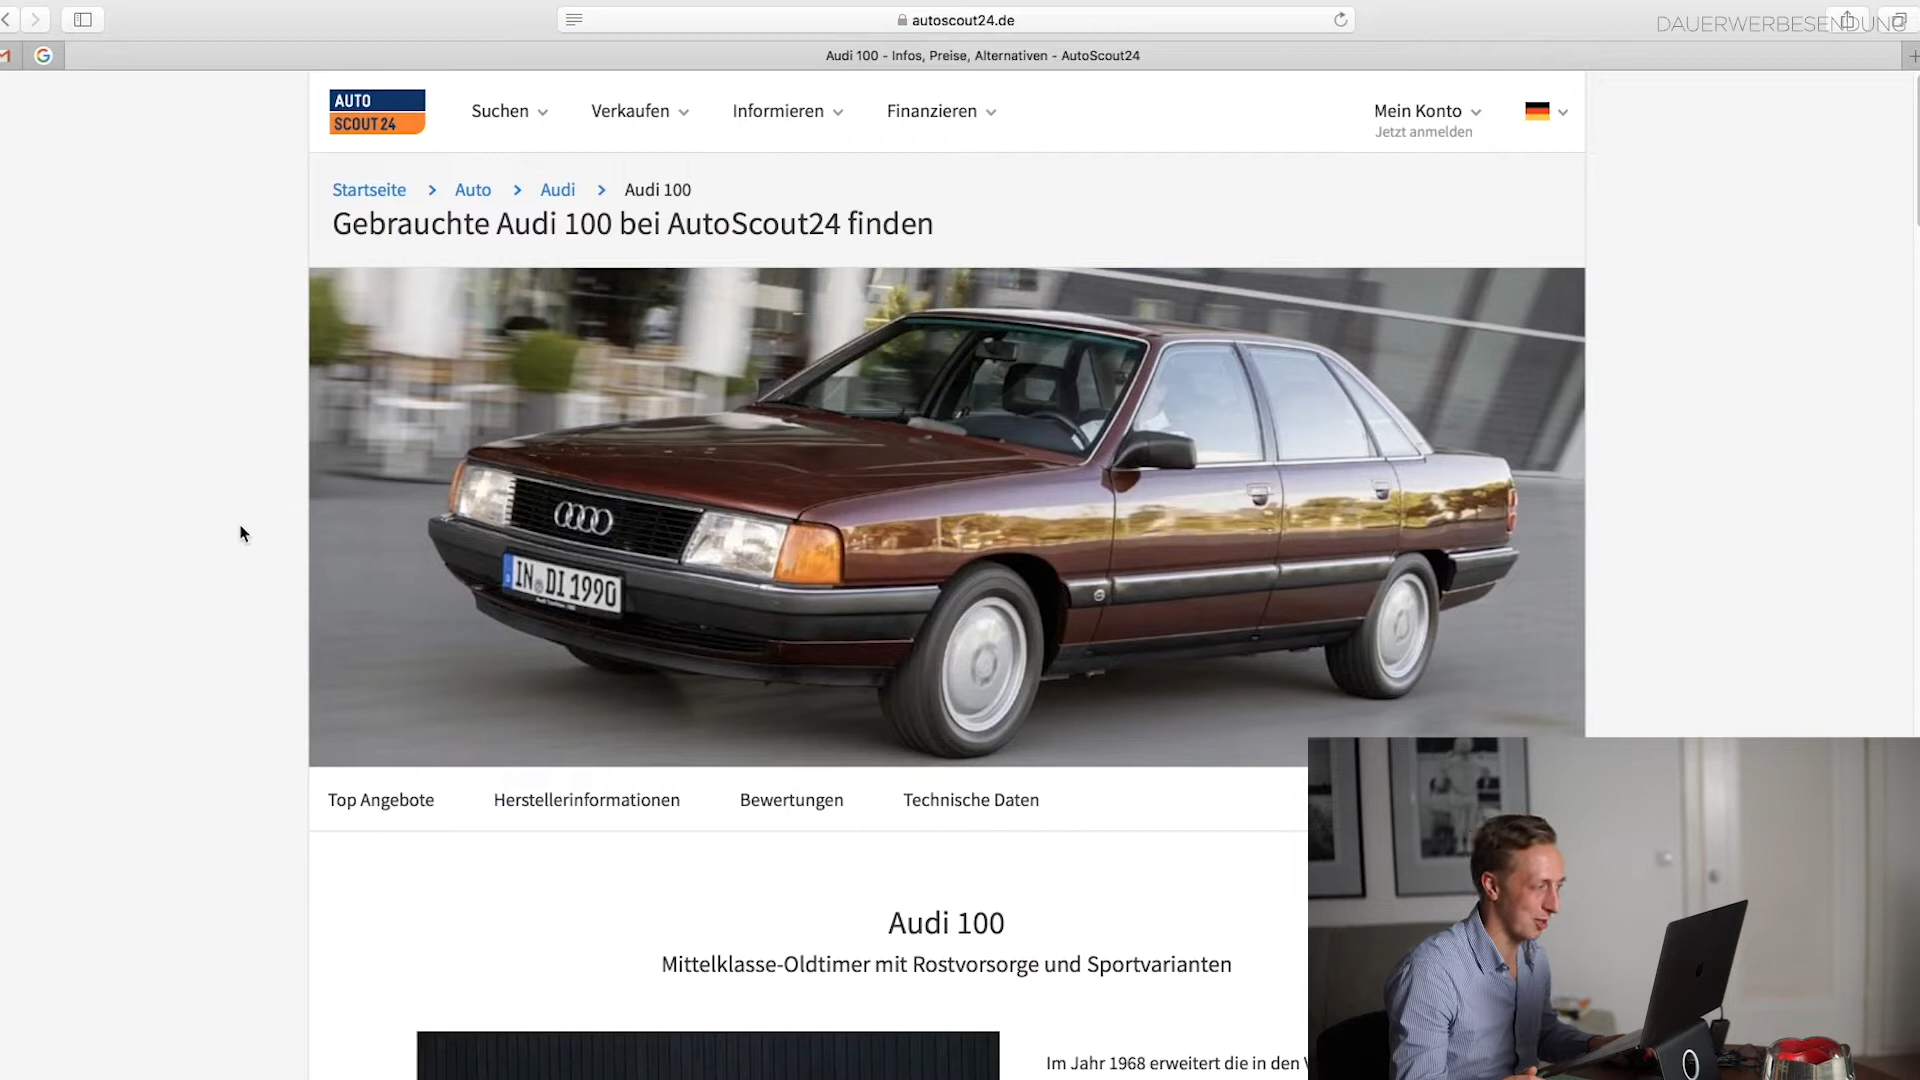 autoscout24.de
DAUERWERBESENDUNG
Audi 100 - Infos, Preise, Alternativen - AutoScout24
AUTO
SCOUT24
Suchen
Verkaufen
Informieren
Finanzieren
Mein Konto
Jetzt anmelden
Startseite > Auto > Audi > Audi 100
Gebrauchte Audi 100 bei AutoScout24 finden
IN DI 1990
Top Angebote
Herstellerinformationen
Bewertungen
Technische Daten
Audi 100
Mittelklasse-Oldtimer mit Rostvorsorge und Sportvarianten
Im Jahr 1968 erweitert die in den